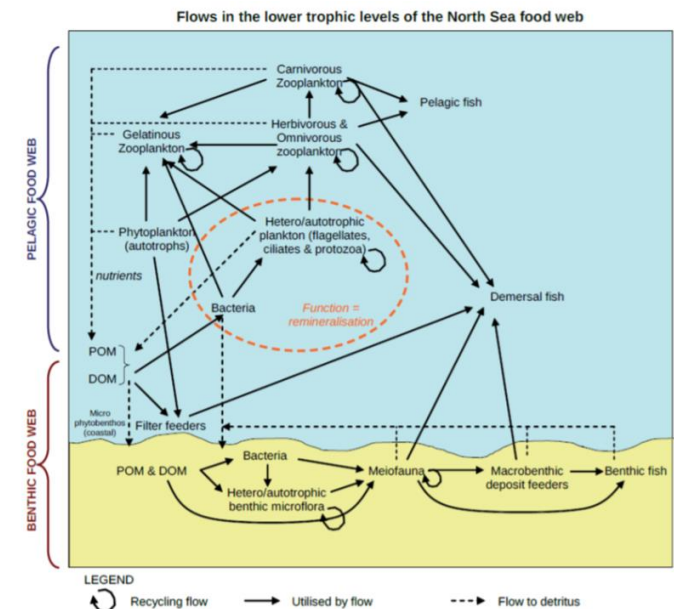 Flows in the lower trophic levels of the North Sea food web
PELAGIC FOOD WEB
BENTHIC FOOD WEB
Carnivorous
Zooplankton
Pelagic fish
Herbivorous &
Omnivorous
zooplankton
Gelatinous
Zooplankton
Hetero/autotrophic
plankton (flagellates,
ciliates & protozoa)
Phytoplankton
(autotrophs)
nutrients
Bacteria
Function =
remineralisation
Demersal fish
POM
DOM
Micro
phytobenthos
(coastal)
Filter feeders
Bacteria
POM & DOM
Meiofauna
Macrobenthic
deposit feeders
Benthic fish
Hetero/autotrophic
benthic microflora
LEGEND
Recycling flow
Utilised by flow
Flow to detritus